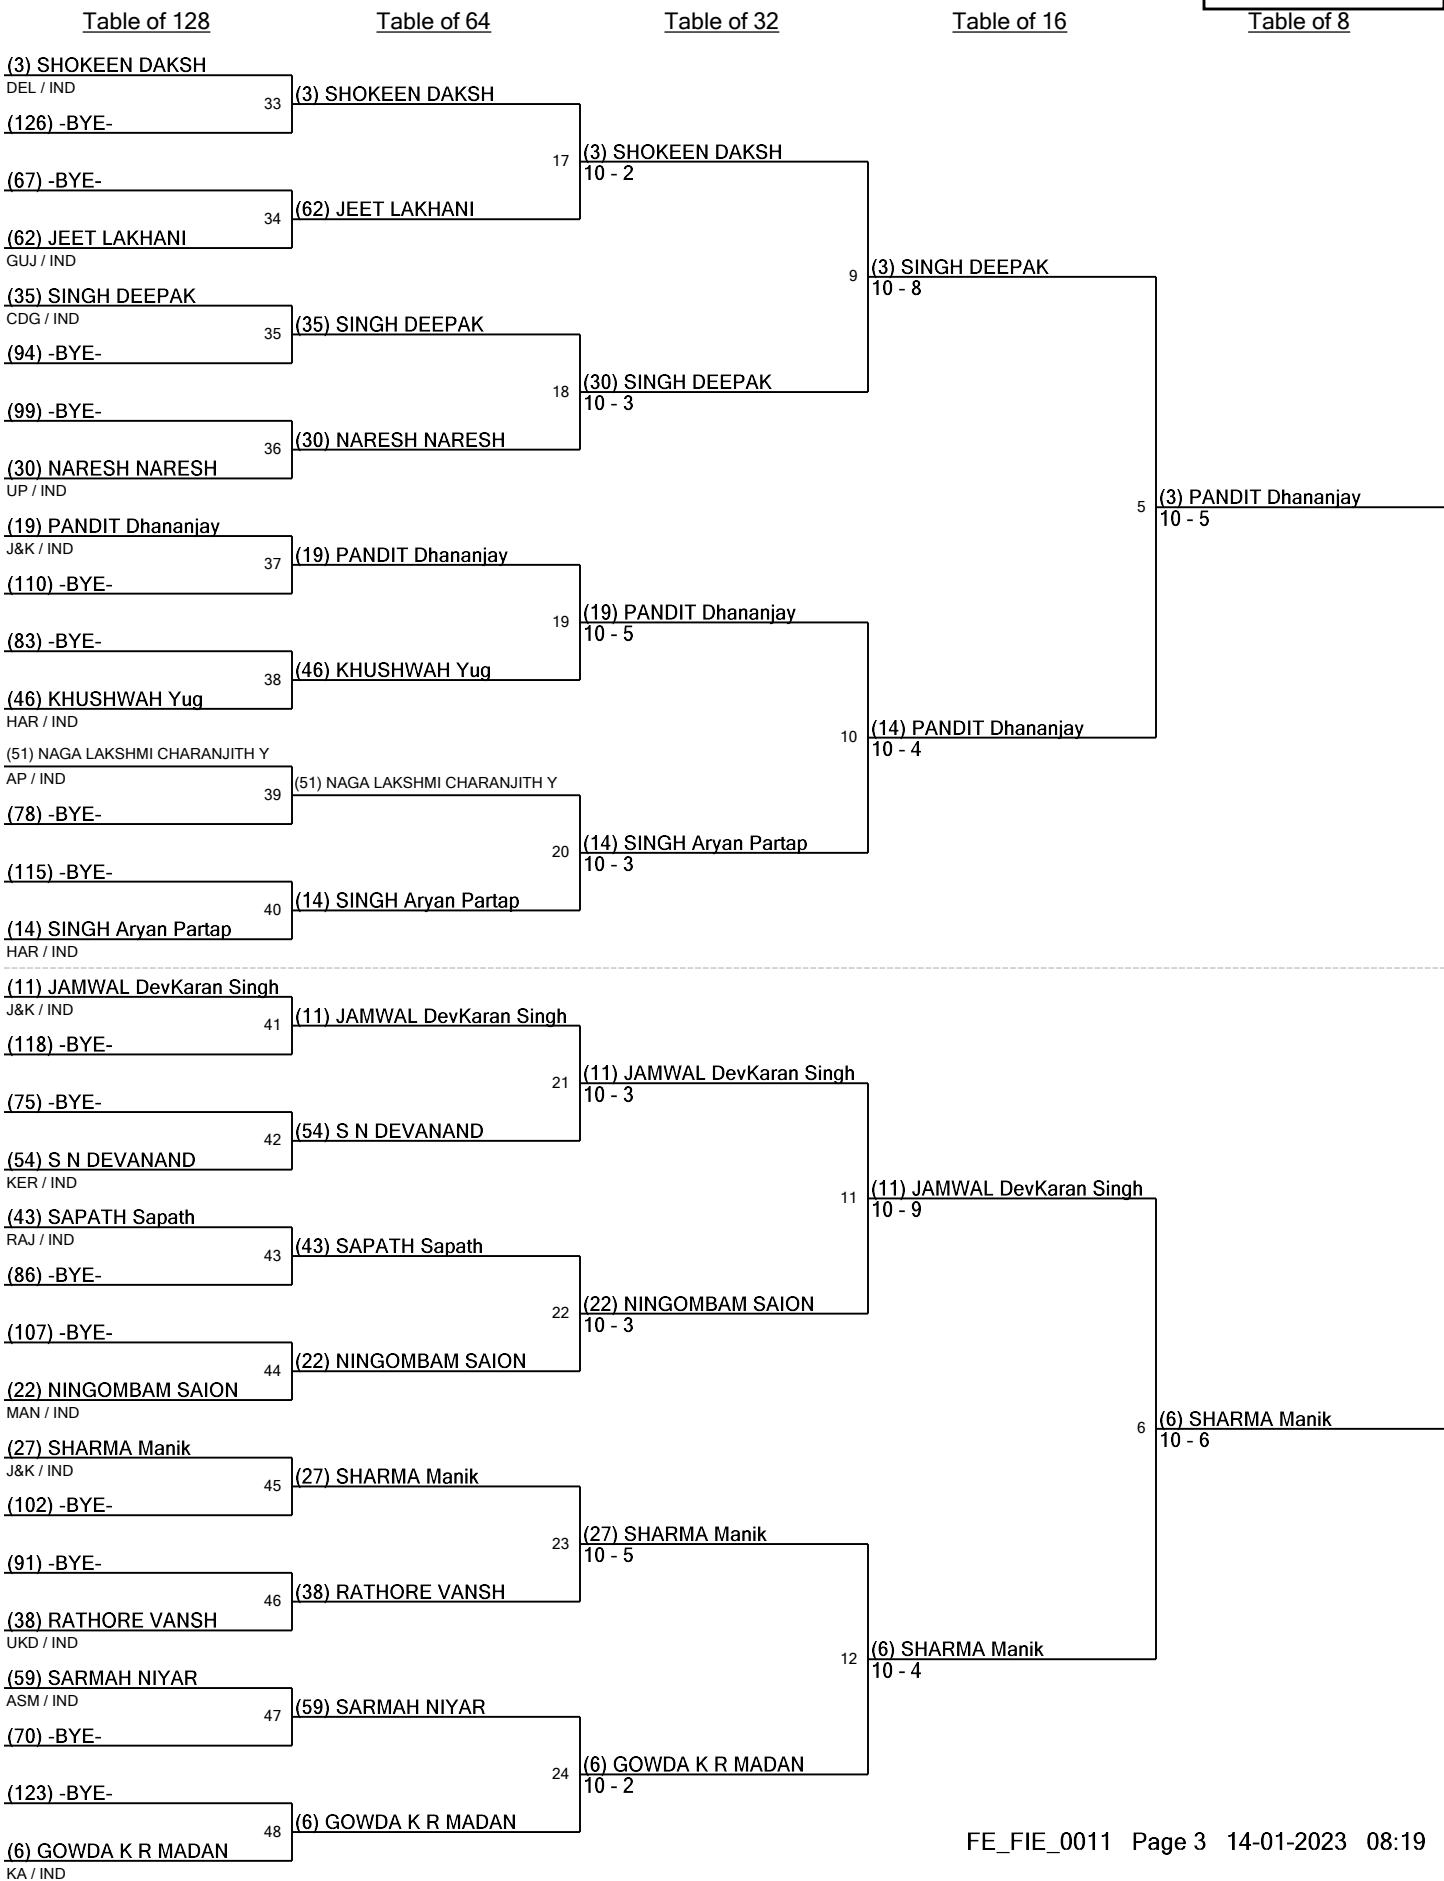 Table of 128 Table of 64 Table of 32 Table of 16 Table of 8
(3) SHOKEEN DAKSH
DEL / IND
33 (3) SHOKEEN DAKSH
(126) -BYE-
17 (3) SHOKEEN DAKSH
10 - 2
(67) -BYE-
34 (62) JEET LAKHANI
(62) JEET LAKHANI
GUJ / IND
9 (3) SINGH DEEPAK
10 - 8
(35) SINGH DEEPAK
CDG / IND
35 (35) SINGH DEEPAK
(94) -BYE-
18 (30) SINGH DEEPAK
10 - 3
(99) -BYE-
36 (30) NARESH NARESH
(30) NARESH NARESH
UP / IND
5 (3) PANDIT Dhananjay
10 - 5
(19) PANDIT Dhananjay
J&K / IND
37 (19) PANDIT Dhananjay
(110) -BYE-
19 (19) PANDIT Dhananjay
10 - 5
(83) -BYE-
38 (46) KHUSHWAH Yug
(46) KHUSHWAH Yug
HAR / IND
10 (14) PANDIT Dhananjay
10 - 4
(51) NAGA LAKSHMI CHARANJITH Y
AP / IND
39 (51) NAGA LAKSHMI CHARANJITH Y
(78) -BYE-
20 (14) SINGH Aryan Partap
10 - 3
(115) -BYE-
40 (14) SINGH Aryan Partap
(14) SINGH Aryan Partap
HAR / IND
(11) JAMWAL DevKaran Singh
J&K / IND
41 (11) JAMWAL DevKaran Singh
(118) -BYE-
21 (11) JAMWAL DevKaran Singh
10 - 3
(75) -BYE-
42 (54) S N DEVANAND
(54) S N DEVANAND
KER / IND
11 (11) JAMWAL DevKaran Singh
10 - 9
(43) SAPATH Sapath
RAJ / IND
43 (43) SAPATH Sapath
(86) -BYE-
22 (22) NINGOMBAM SAION
10 - 3
(107) -BYE-
44 (22) NINGOMBAM SAION
(22) NINGOMBAM SAION
MAN / IND
6 (6) SHARMA Manik
10 - 6
(27) SHARMA Manik
J&K / IND
45 (27) SHARMA Manik
(102) -BYE-
23 (27) SHARMA Manik
10 - 5
(91) -BYE-
46 (38) RATHORE VANSH
(38) RATHORE VANSH
UKD / IND
12 (6) SHARMA Manik
10 - 4
(59) SARMAH NIYAR
ASM / IND
47 (59) SARMAH NIYAR
(70) -BYE-
24 (6) GOWDA K R MADAN
10 - 2
(123) -BYE-
48 (6) GOWDA K R MADAN
(6) GOWDA K R MADAN
KA / IND
FE_FIE_0011 Page 3 14-01-2023 08:19